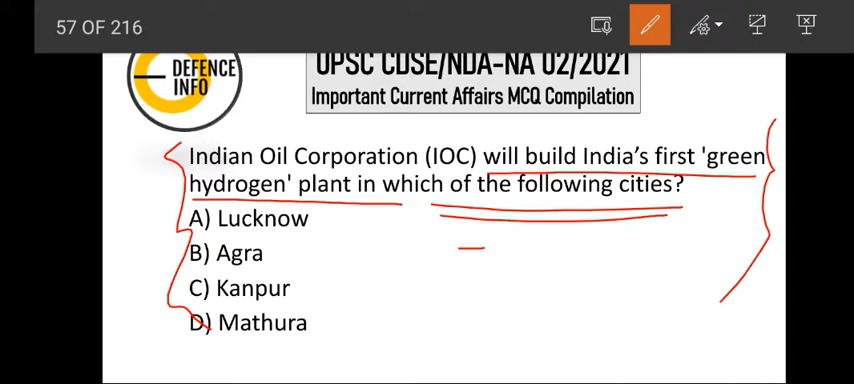 57 OF 216
DEFENCE
INFO
UPSC CDSE/NDA-NA 02/2021
Important Current Affairs MCQ Compilation
Indian Oil Corporation (IOC) will build India's first 'green
hydrogen' plant in which of the following cities?
A) Lucknow
B) Agra
C) Kanpur
D) Mathura